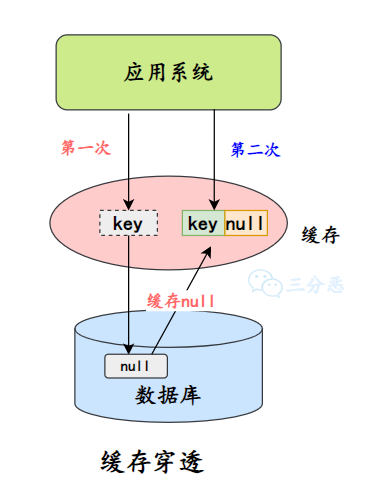 应用系统
第一次
第二次
key
key null
缓存
三分恶
缓存null
null
数据库
缓存穿透